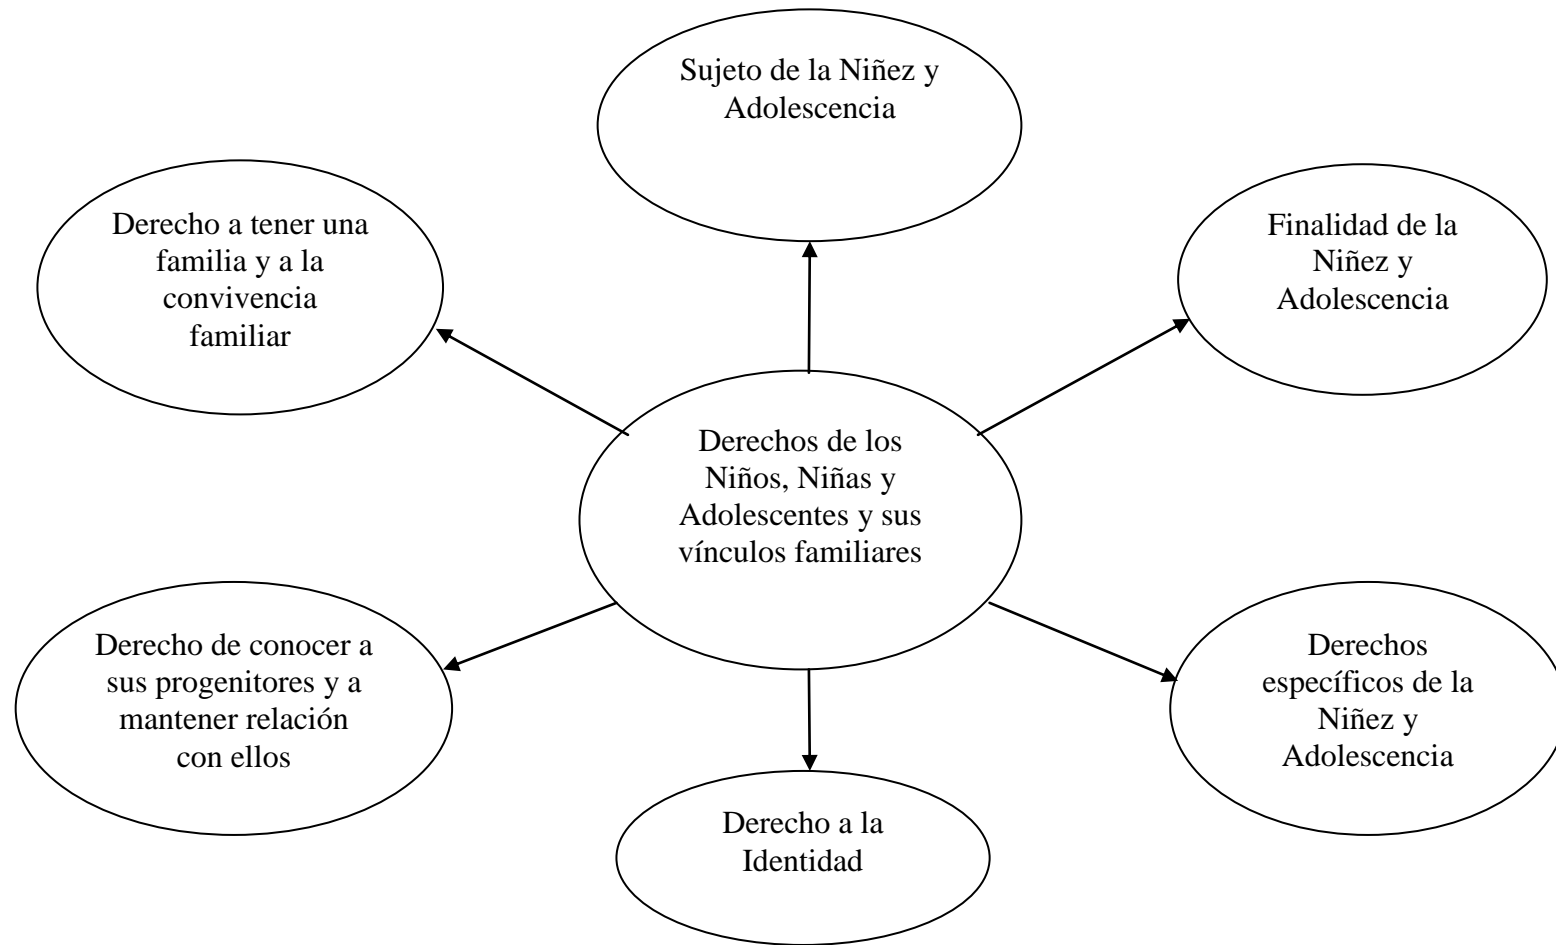 Sujeto de la Niñez y
Adolescencia
Derecho a tener una
familia y a la
convivencia
familiar
Finalidad de la
Niñez y
Adolescencia
Derechos de los
Niños, Niñas y
Adolescentes y sus
vínculos familiares
Derecho de conocer a
sus progenitores y a
mantener relación
con ellos
Derechos
específicos de la
Niñez y
Adolescencia
Derecho a la
Identidad